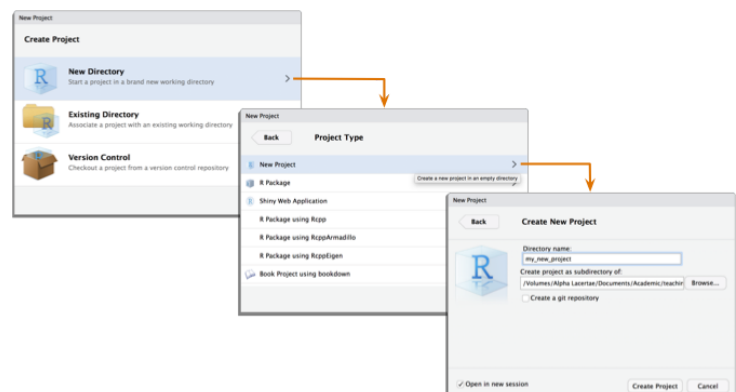 New Project
Create Project
New Directory
Start a project in a brand new working directory
Existing Directory
Associate a project with an existing working directory
Version Control
Checkout a project from a version control repository
New Project
Back
Project Type
New Project
Create a new project in an empty directory
R Package
Shiny Web Application
R Package using Rcpp
R Package using RcppArmadillo
R Package using RcppEigen
Book Project using bookdown
New Project
Back
Create New Project
R
Directory name:
my_new_project
Create project as subdirectory of:
/Volumes/Alpha Lacertae/Documents/Academic/teachin
Browse...
Create a git repository
Open in new session
Create Project
Cancel